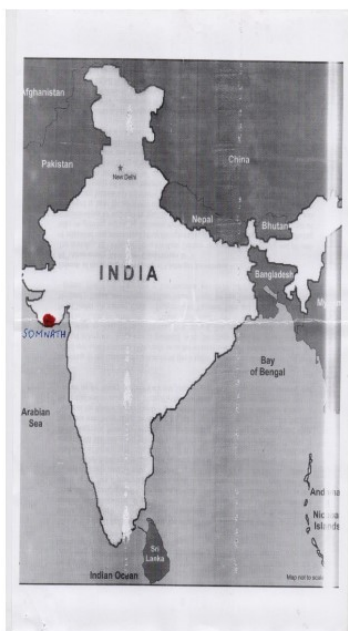 Afghanistan
Pakistan
New Delhi
China
Nepal
Bhutan
INDIA
Bangladesh
SOMNATH
Bay
of Bengal
Arabian
Sea
Sri
Lanka
Islands
Indian Ocean
Map not to scale